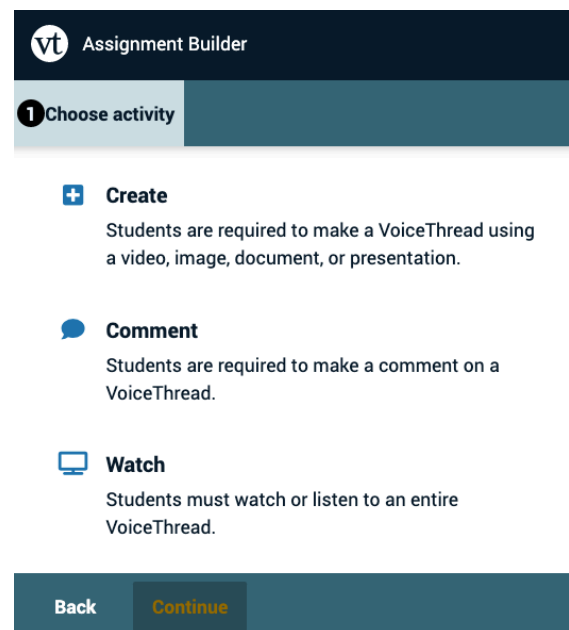 vt Assignment Builder
1 Choose activity
Create
Students are required to make a VoiceThread using
a video, image, document, or presentation.
Comment
Students are required to make a comment on a
VoiceThread.
Watch
Students must watch or listen to an entire
VoiceThread.
Back Continue